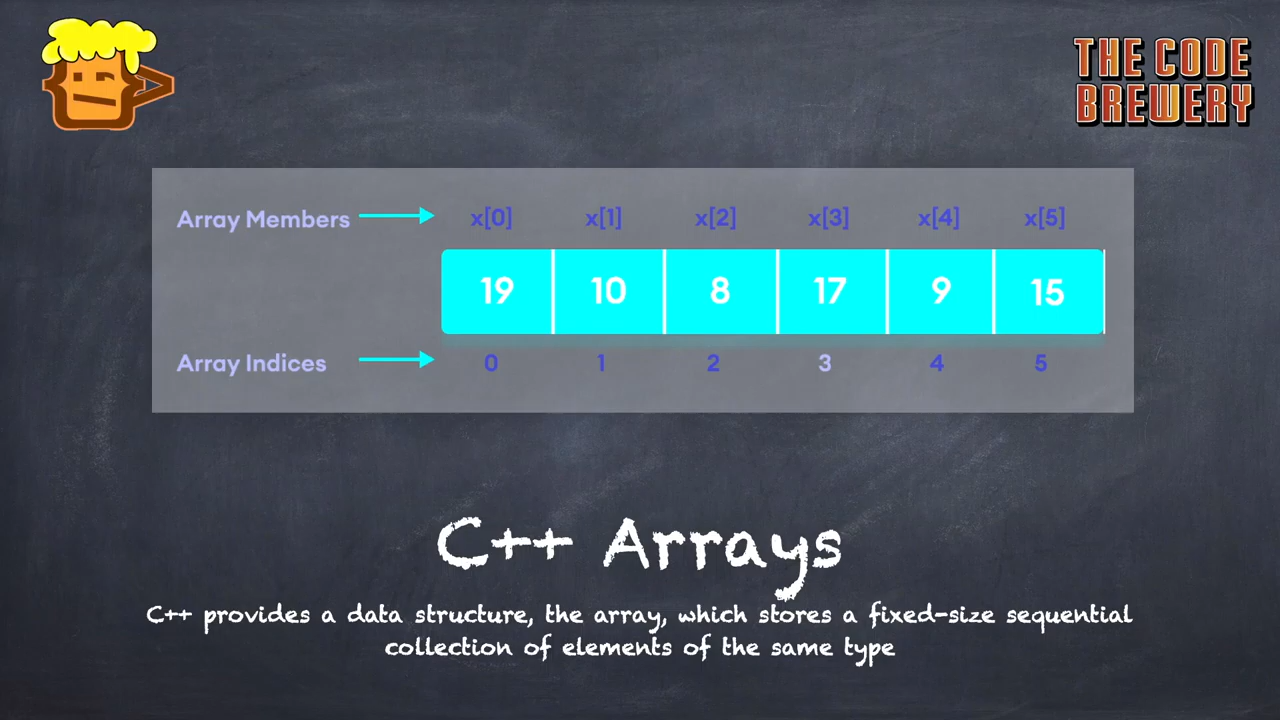 THE CODE
BREWERY
Array Members x[0] x[1] x[2] x[3] x[4] x[5]
19 10 8 17 9 15
Array Indices 0 1 2 3 4 5
C++ Arrays
C++ provides a data structure, the array, which stores a fixed-size sequential
collection of elements of the same type